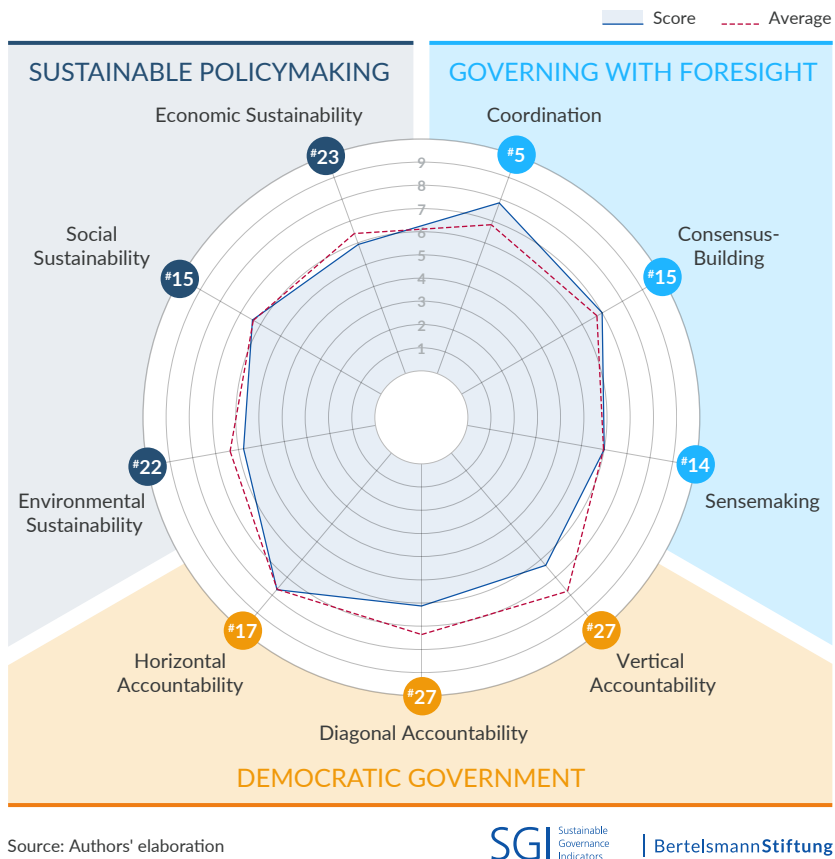 Score
Average
SUSTAINABLE POLICYMAKING
GOVERNING WITH FORESIGHT
Economic Sustainability
Coordination
#23
#5
9
8
7
6
5
4
3
2
1
Social
Sustainability
#15
Consensus-
Building
#15
#22
Environmental
Sustainability
#14
Sensemaking
#17
Horizontal
Accountability
#27
Vertical
Accountability
#27
Diagonal Accountability
DEMOCRATIC GOVERNMENT
Source: Authors' elaboration
SGI
Sustainable
Governance
Indicators
BertelsmannStiftung